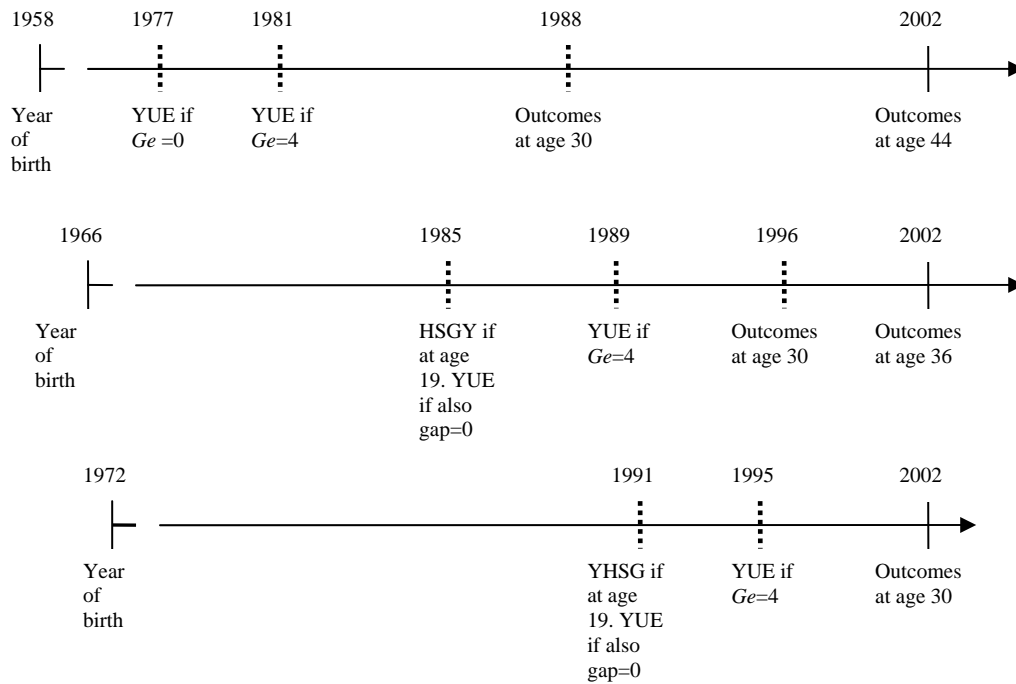 1958 1977 1981 1988 2002
Year
of
birth
YUE if
Ge =0
YUE if
Ge=4
Outcomes
at age 30
Outcomes
at age 44
1966 1985 1989 1996 2002
Year
of
birth
HSGY if
at age
19. YUE
if also
gap=0
YUE if
Ge=4
Outcomes
at age 30
Outcomes
at age 36
1972 1991 1995 2002
Year
of
birth
YHSG if
at age
19. YUE
if also
gap=0
YUE if
Ge=4
Outcomes
at age 30